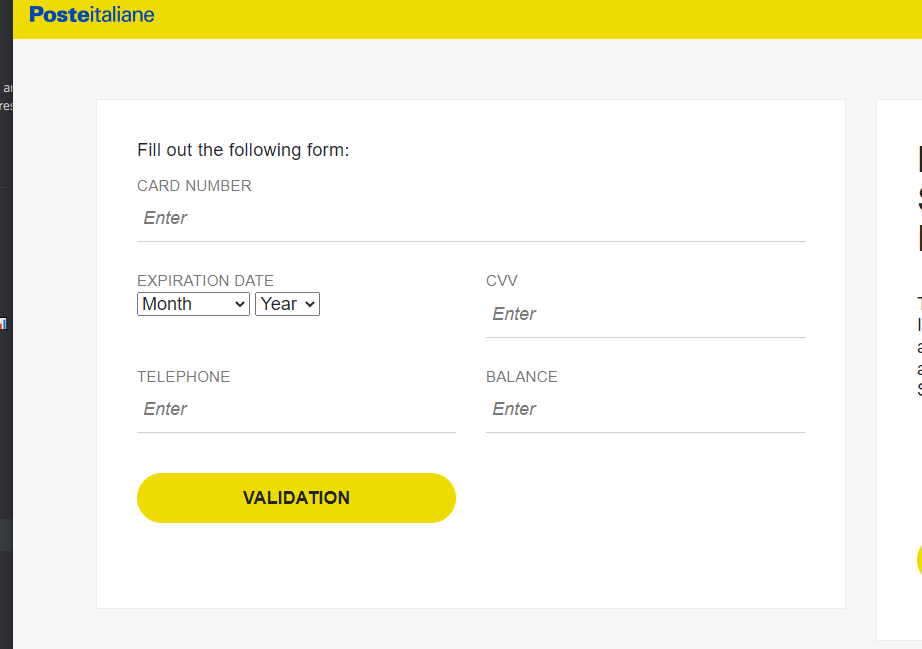 Posteitaliane
Fill out the following form:
CARD NUMBER
Enter
EXPIRATION DATE
Month Year
CVV
Enter
TELEPHONE
Enter
BALANCE
Enter
VALIDATION